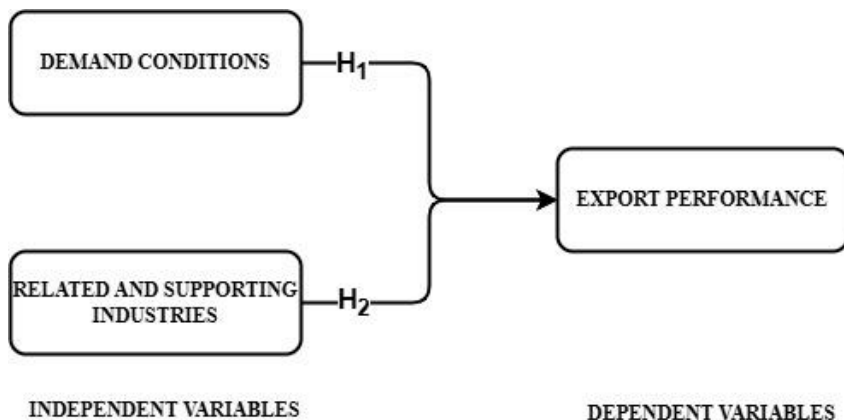 DEMAND CONDITIONS
H1
EXPORT PERFORMANCE
RELATED AND SUPPORTING
INDUSTRIES
H2
INDEPENDENT VARIABLES
DEPENDENT VARIABLES